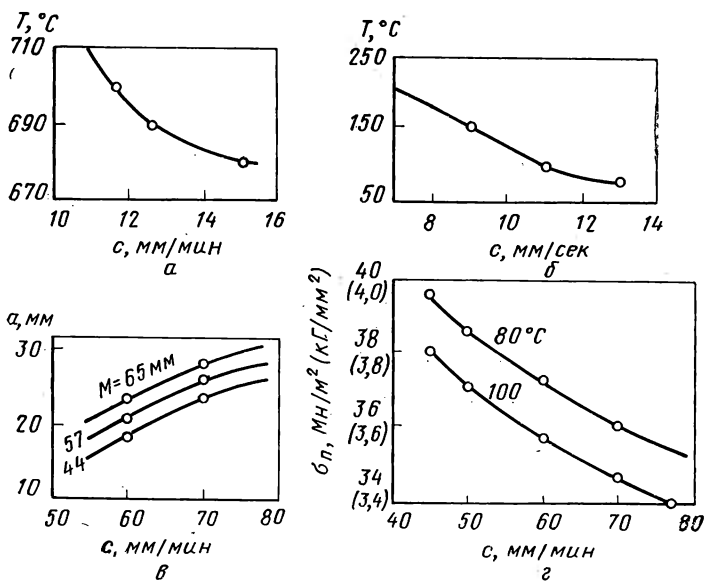 T,°C
710
690
670
10 12 14 16
c, мм/мин
а
T,°C
250
150
50
8 10 12 14
c, мм/сек
б
a, мм
30
20
10
M=65 мм
57
44
50 60 70 80
c, мм/мин
в
σп, Мн/м² (кГ/мм²)
40
(4,0)
38
(3,8)
36
(3,6)
34
(3,4)
80°C
100
40 50 60 70 80
c, мм/мин
г